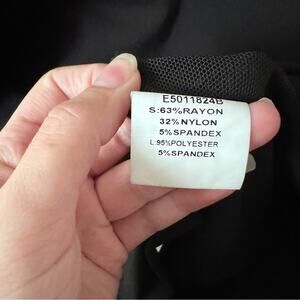 E5011824B
S:63%RAYON
32%NYLON
5%SPANDEX
L:95%POLYESTER
5%SPANDEX